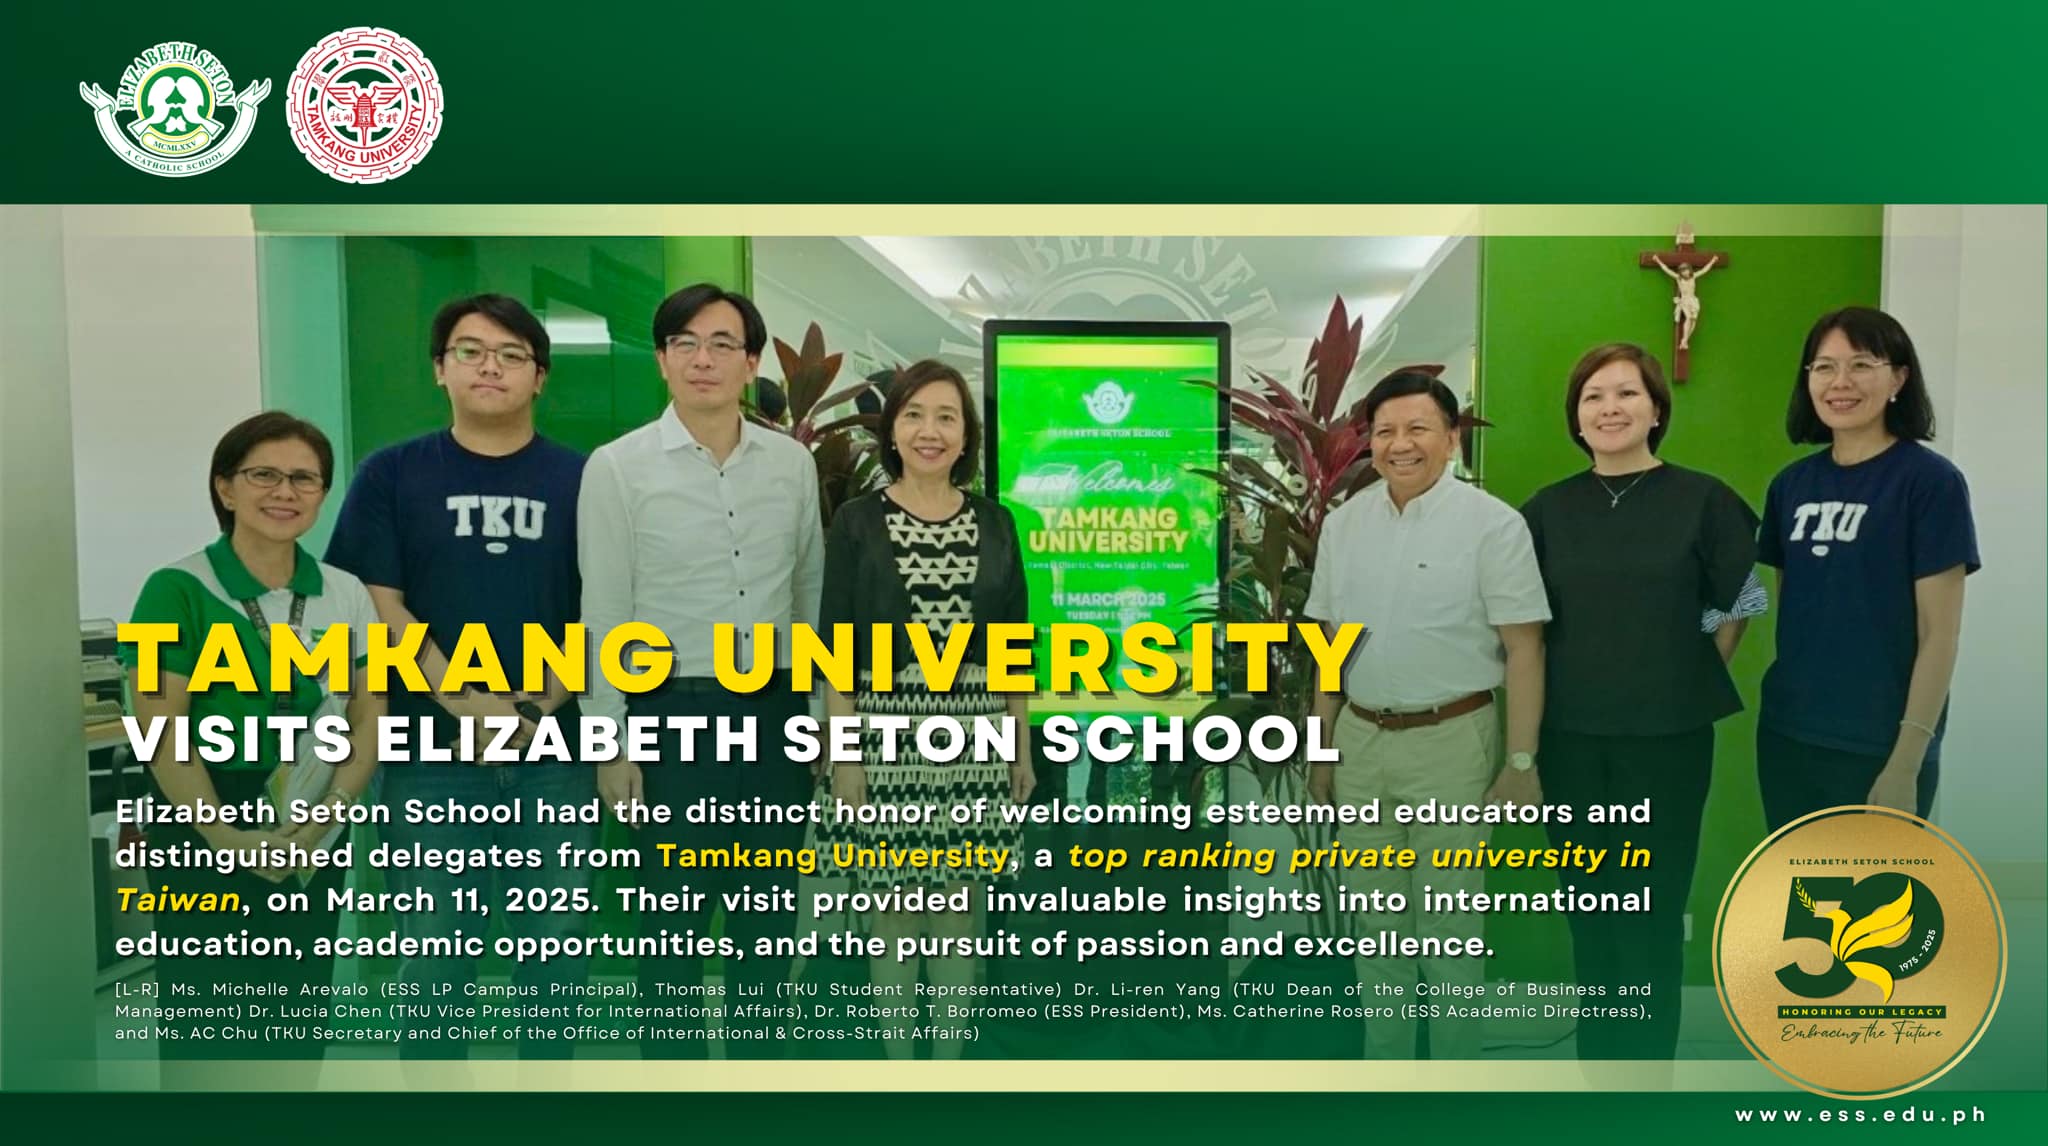 ELIZABETH SETON
MCMLXXV
A CATHOLIC SCHOOL
TAMKANG UNIVERSITY
ELIZABETH SETON SCHOOL
Welcomes
TAMKANG
UNIVERSITY
11 MARCH 2025
TKU
TKU
TAMKANG UNIVERSITY
VISITS ELIZABETH SETON SCHOOL
Elizabeth Seton School had the distinct honor of welcoming esteemed educators and
distinguished delegates from Tamkang University, a top ranking private university in
Taiwan, on March 11, 2025. Their visit provided invaluable insights into international
education, academic opportunities, and the pursuit of passion and excellence.
[L-R] Ms. Michelle Arevalo (ESS LP Campus Principal), Thomas Lui (TKU Student Representative) Dr. Li-ren Yang (TKU Dean of the College of Business and
Management) Dr. Lucia Chen (TKU Vice President for International Affairs), Dr. Roberto T. Borromeo (ESS President), Ms. Catherine Rosero (ESS Academic Directress),
and Ms. AC Chu (TKU Secretary and Chief of the Office of International & Cross-Strait Affairs)
ELIZABETH SETON SCHOOL
50
1975 - 2025
HONORING OUR LEGACY
Embracing the Future
www.ess.edu.ph